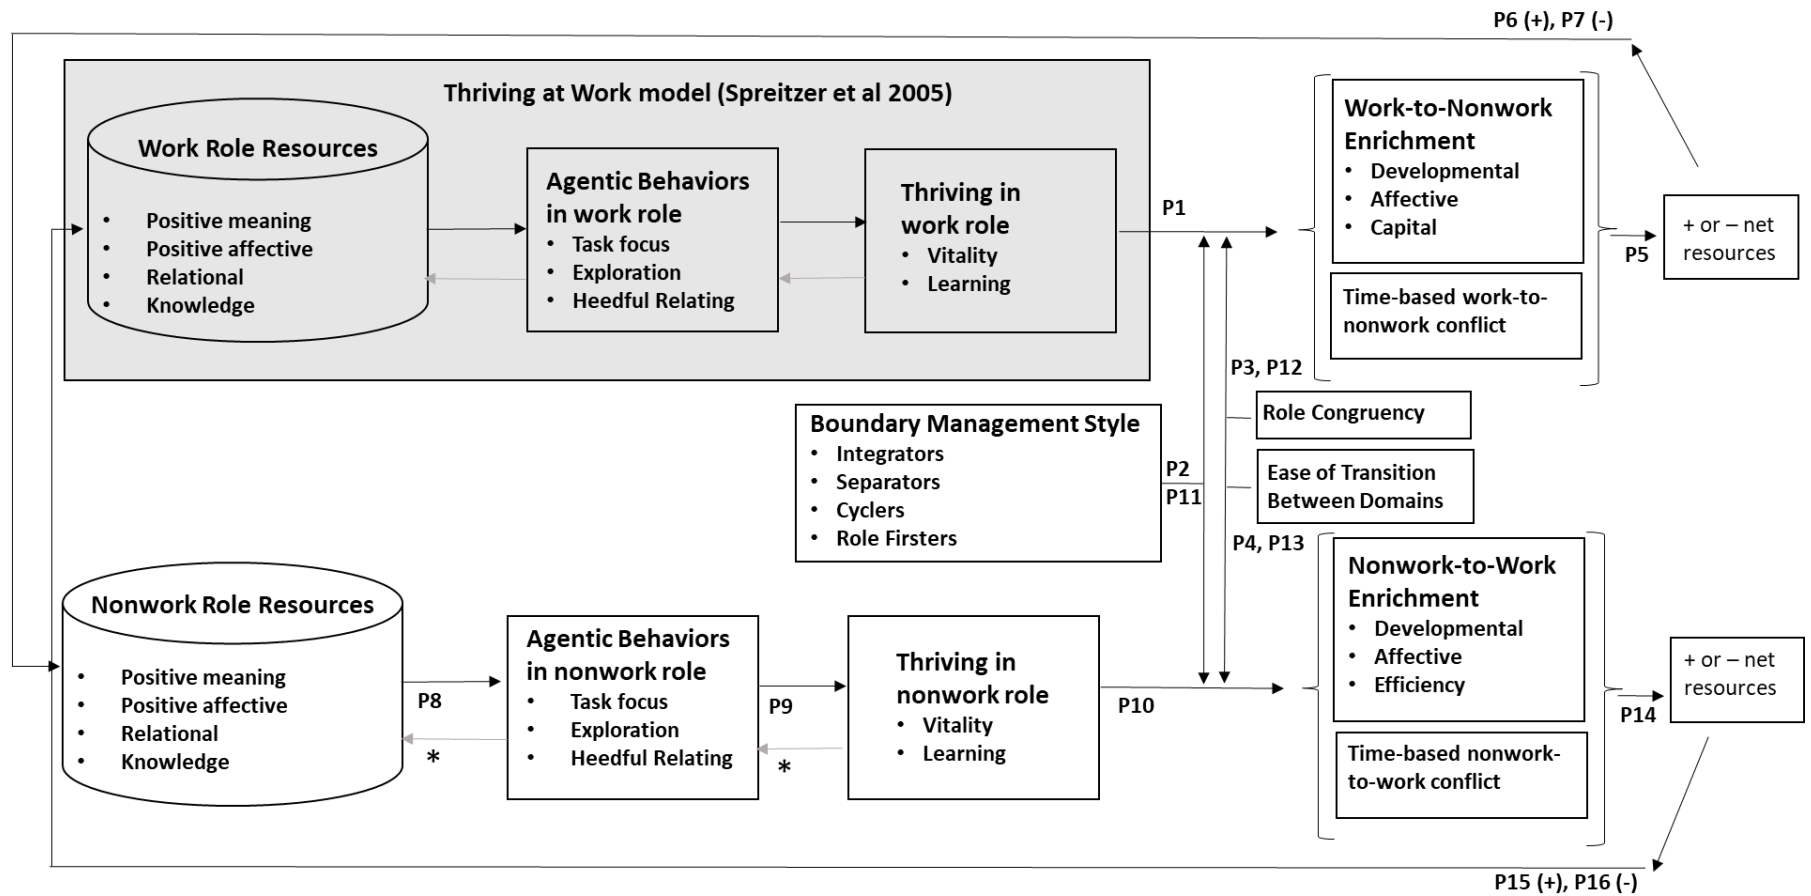 P6 (+), P7 (-)
Thriving at Work model (Spreitzer et al 2005)
Work Role Resources
• Positive meaning
• Positive affective
• Relational
• Knowledge
Agentic Behaviors
in work role
• Task focus
• Exploration
• Heedful Relating
Thriving in
work role
• Vitality
• Learning
P1
Work-to-Nonwork
Enrichment
• Developmental
• Affective
• Capital
Time-based work-to-
nonwork conflict
P5
+ or – net
resources
P3, P12
Role Congruency
Boundary Management Style
• Integrators
• Separators
• Cyclers
• Role Firsters
P2
P11
Ease of Transition
Between Domains
P4, P13
Nonwork Role Resources
• Positive meaning
• Positive affective
• Relational
• Knowledge
P8
*
Agentic Behaviors
in nonwork role
• Task focus
• Exploration
• Heedful Relating
P9
*
Thriving in
nonwork role
• Vitality
• Learning
P10
Nonwork-to-Work
Enrichment
• Developmental
• Affective
• Efficiency
Time-based nonwork-
to-work conflict
P14
+ or – net
resources
P15 (+), P16 (-)